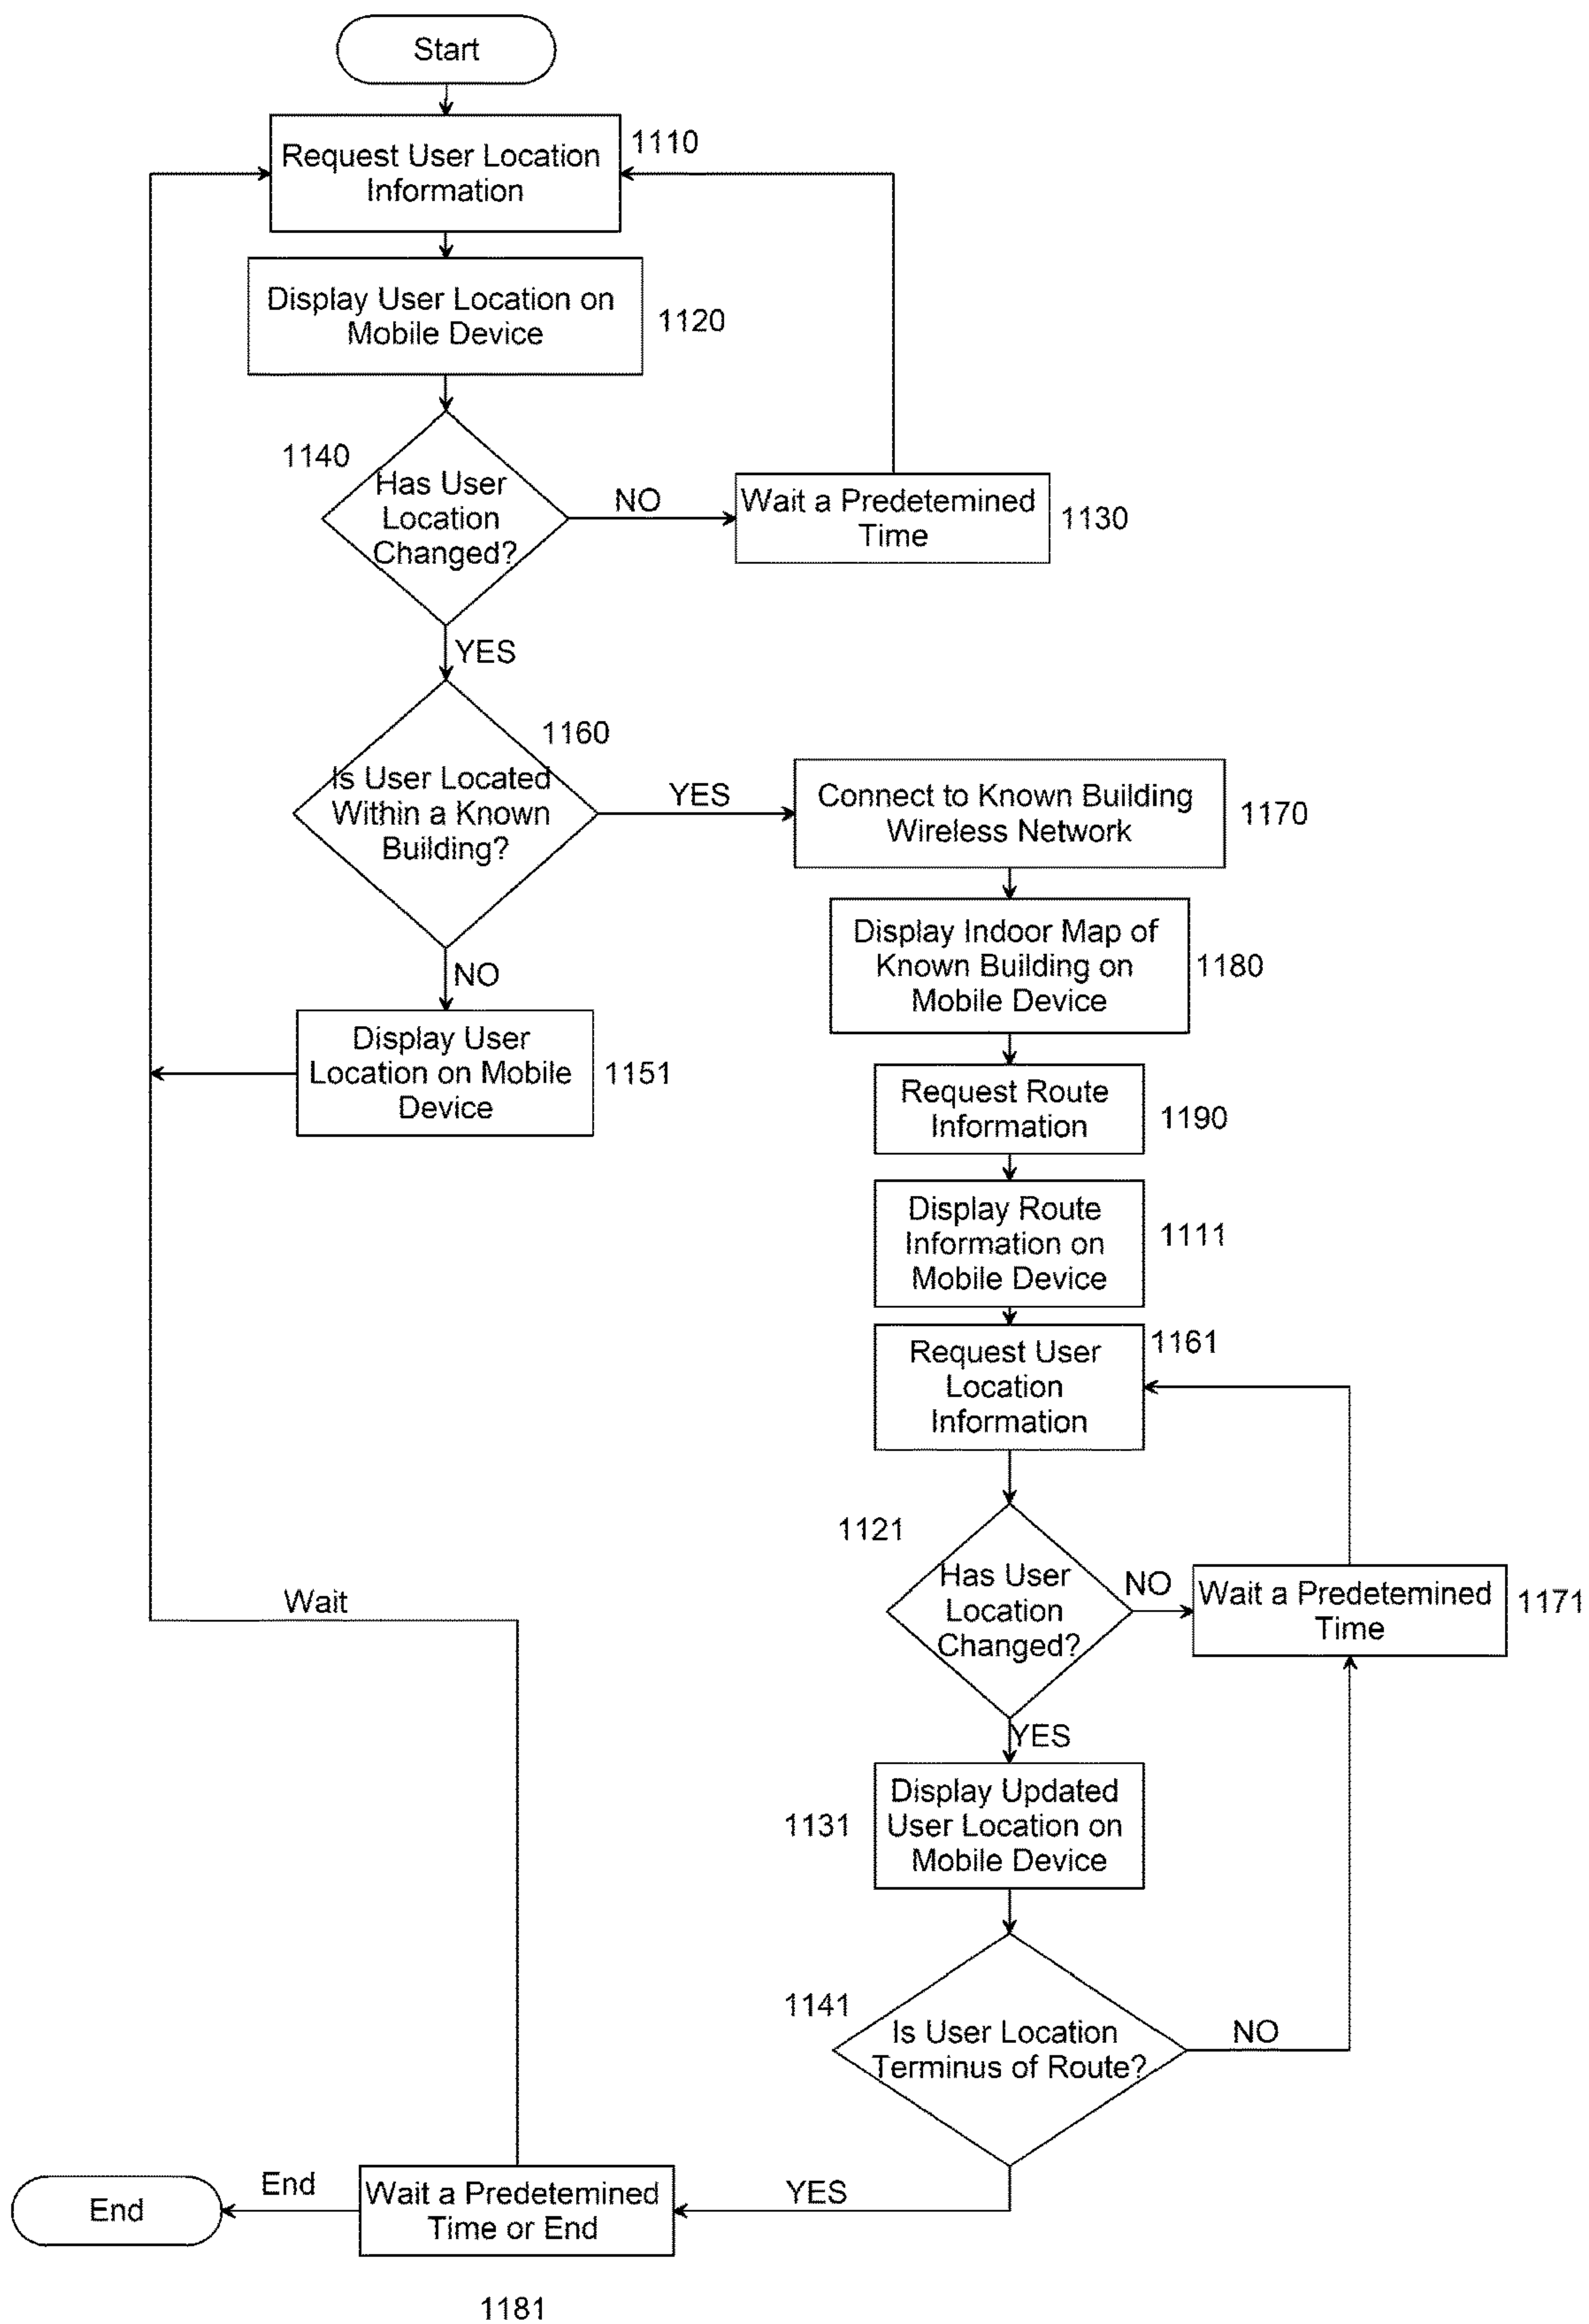 Start
Request User Location
Information
1110
Display User Location on
Mobile Device
1120
1140
Has User
Location
Changed?
NO
Wait a Predetemined
Time
1130
YES
1160
Is User Located
Within a Known
Building?
YES
Connect to Known Building
Wireless Network
1170
Display Indoor Map of
Known Building on
Mobile Device
1180
NO
Display User
Location on Mobile
Device
1151
Request Route
Information
1190
Display Route
Information on
Mobile Device
1111
Request User
Location
Information
1161
1121
Has User
Location
Changed?
NO
Wait a Predetemined
Time
1171
Wait
YES
Display Updated
User Location on
Mobile Device
1131
1141
Is User Location
Terminus of Route?
NO
YES
Wait a Predetemined
Time or End
1181
End
End